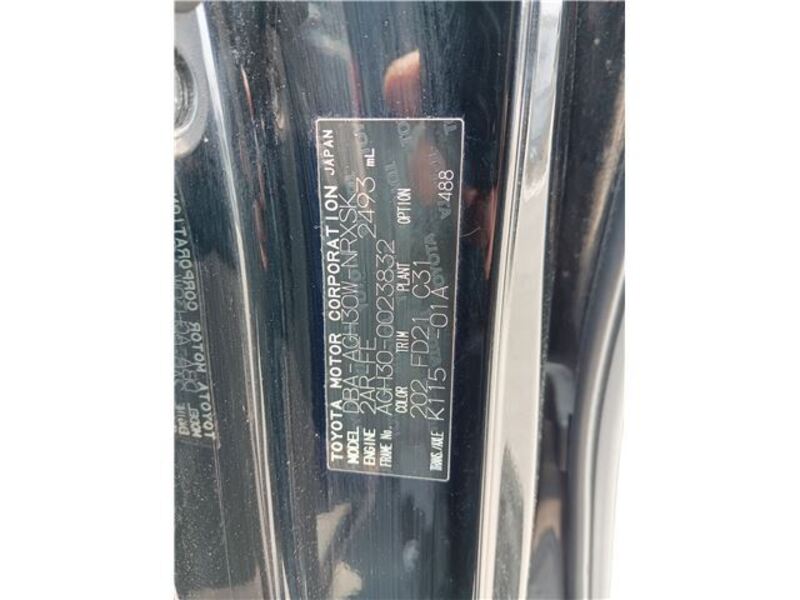 TOYOTA MOTOR CORPORATION JAPAN
MODEL DBA-AGH30W-NRXSK
ENGINE 2AR-FE 2493 mL
FRAME No. AGH30-0023832
COLOR TRIM PLANT OPTION
202 FD21 C31 488
TRANS./AXLE K115 -01A